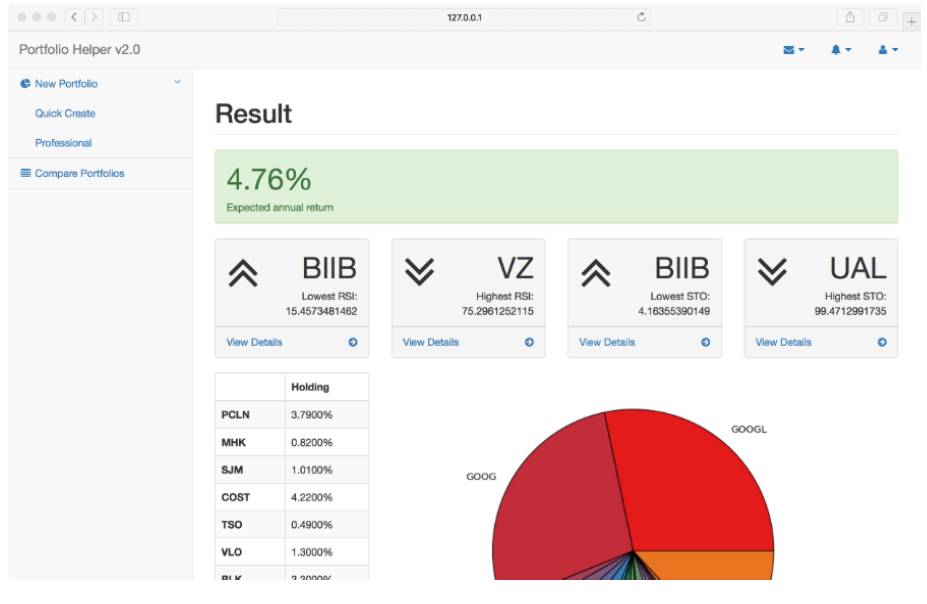 127.0.0.1
Portfolio Helper v2.0
New Portfolio
Quick Create
Professional
Compare Portfolios
Result
4.76%
Expected annual return
BIIB
Lowest RSI:
15.4573481462
View Details
VZ
Highest RSI:
75.2961252115
View Details
BIIB
Lowest STO:
4.16355390149
View Details
UAL
Highest STO:
99.4712991735
View Details
Holding
PCLN 3.7900%
MHK 0.8200%
SJM 1.0100%
COST 4.2200%
TSO 0.4900%
VLO 1.3000%
BLK 3.3000%
GOOGL
GOOG